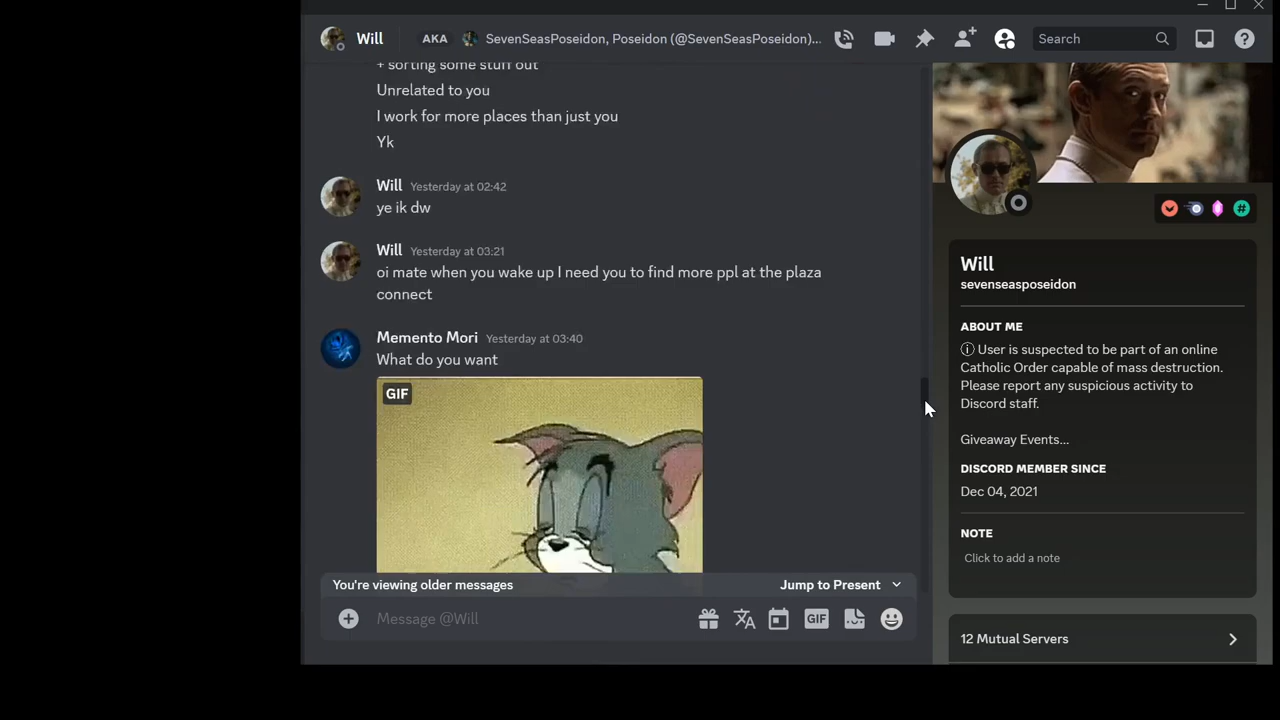 Will
AKA
SevenSeasPoseidon, Poseidon (@SevenSeasPoseidon)...
Search
+ sorting some stuff out
Unrelated to you
I work for more places than just you
Yk
Will Yesterday at 02:42
ye ik dw
Will Yesterday at 03:21
oi mate when you wake up I need you to find more ppl at the plaza
connect
Memento Mori Yesterday at 03:40
What do you want
GIF
You're viewing older messages
Jump to Present
Message @Will
GIF
Will
sevenseasposeidon
ABOUT ME
User is suspected to be part of an online
Catholic Order capable of mass destruction.
Please report any suspicious activity to
Discord staff.
Giveaway Events...
DISCORD MEMBER SINCE
Dec 04, 2021
NOTE
Click to add a note
12 Mutual Servers